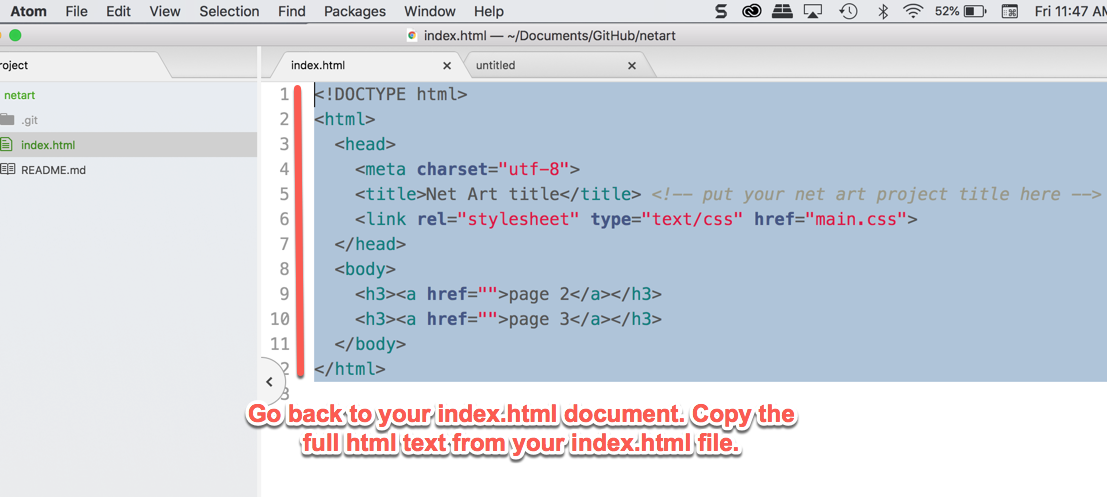 Atom File Edit View Selection Find Packages Window Help 52% Fri 11:47 AM
index.html — ~/Documents/GitHub/netart
roject
index.html
untitled
netart
.git
index.html
README.md
1 <!DOCTYPE html>
2 <html>
3 <head>
4 <meta charset="utf-8">
5 <title>Net Art title</title> <!-- put your net art project title here -->
6 <link rel="stylesheet" type="text/css" href="main.css">
7 </head>
8 <body>
9 <h3><a href="">page 2</a></h3>
10 <h3><a href="">page 3</a></h3>
11 </body>
2 </html>
3
Go back to your index.html document. Copy the
full html text from your index.html file.